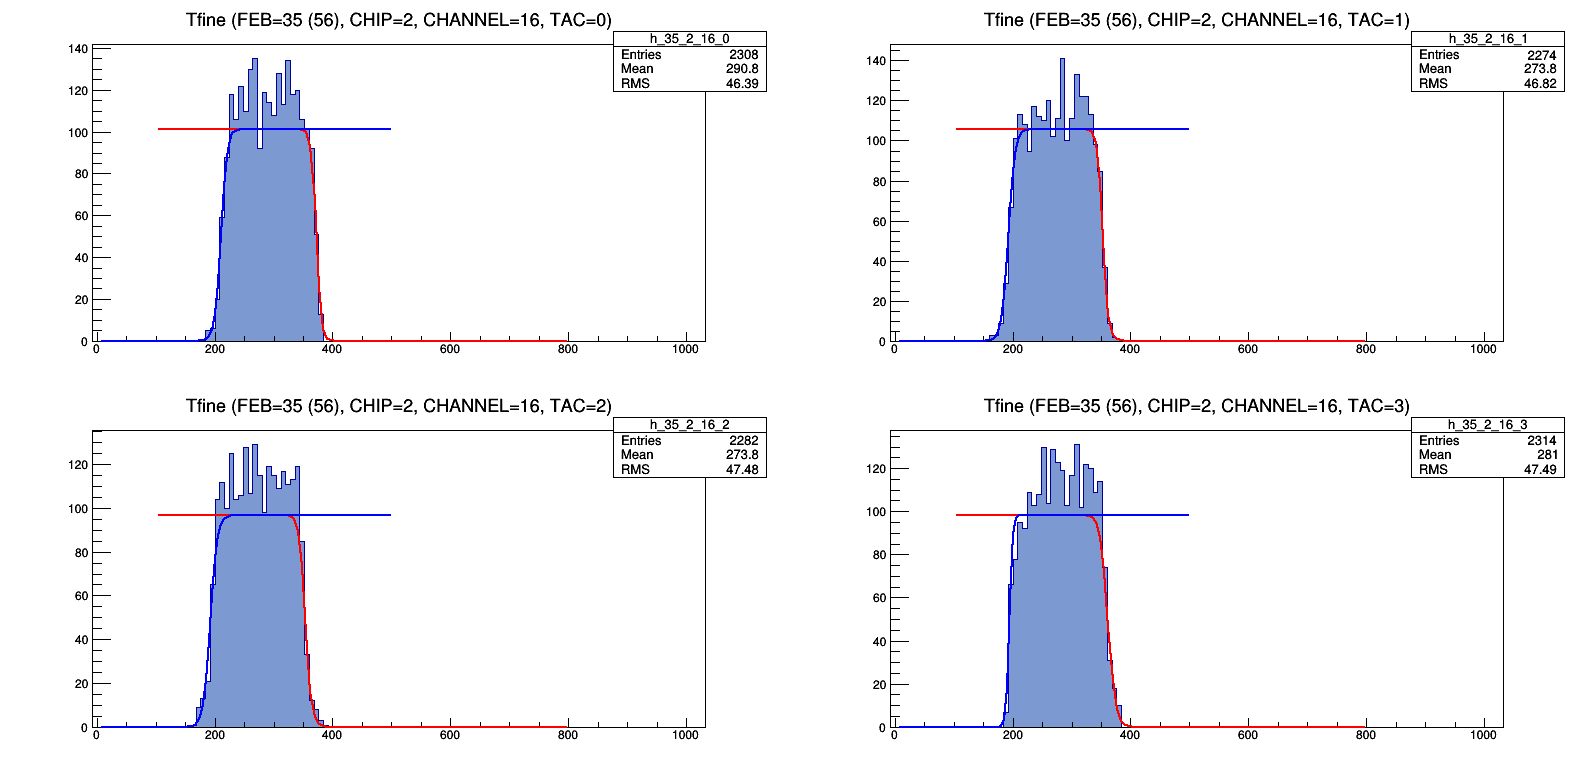 Tfine (FEB=35 (56), CHIP=2, CHANNEL=16, TAC=0)
h_35_2_16_0
Entries 2308
Mean 290.8
RMS 46.39
140
120
100
80
60
40
20
0
0 200 400 600 800 1000
Tfine (FEB=35 (56), CHIP=2, CHANNEL=16, TAC=1)
h_35_2_16_1
Entries 2274
Mean 273.8
RMS 46.82
140
120
100
80
60
40
20
0
0 200 400 600 800 1000
Tfine (FEB=35 (56), CHIP=2, CHANNEL=16, TAC=2)
h_35_2_16_2
Entries 2282
Mean 273.8
RMS 47.48
120
100
80
60
40
20
0
0 200 400 600 800 1000
Tfine (FEB=35 (56), CHIP=2, CHANNEL=16, TAC=3)
h_35_2_16_3
Entries 2314
Mean 281
RMS 47.49
120
100
80
60
40
20
0
0 200 400 600 800 1000